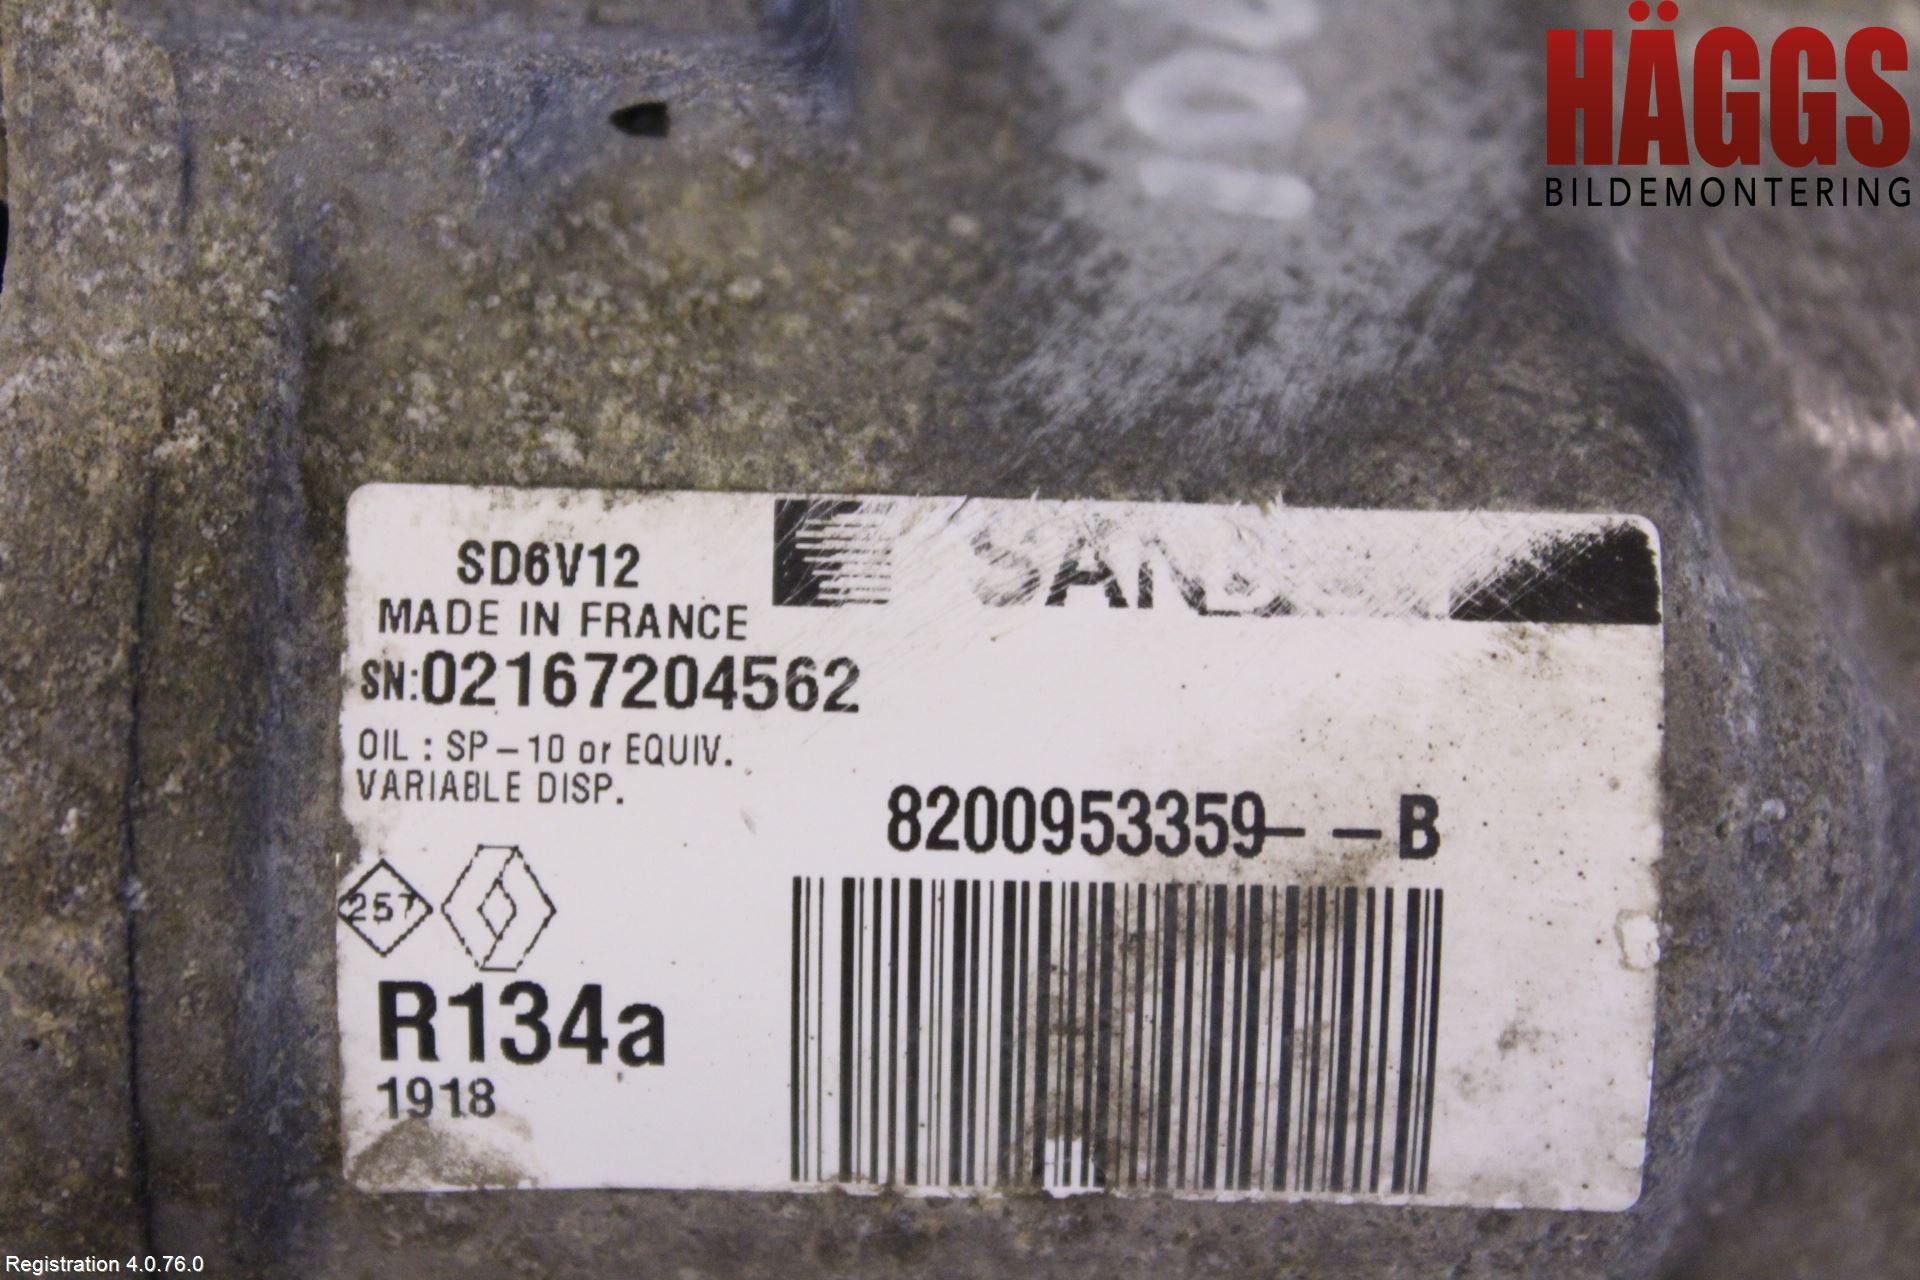 HÄGGS
BILDEMONTERING
SD6V12
MADE IN FRANCE
SN:02167204562
OIL : SP-10 or EQUIV.
VARIABLE DISP.
8200953359- -B
257
R134a
1918
Registration 4.0.76.0